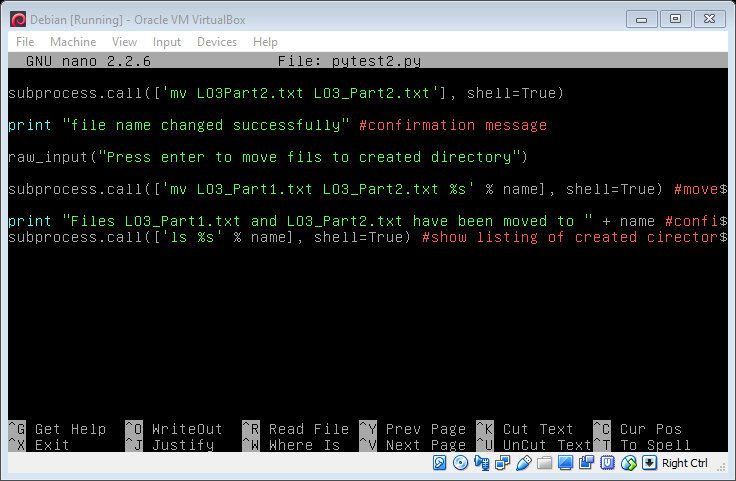 Debian [Running] - Oracle VM VirtualBox
File Machine View Input Devices Help
GNU nano 2.2.6 File: pytest2.py
subprocess.call(['mv LO3Part2.txt LO3_Part2.txt'], shell=True)
print "file name changed successfully" #confirmation message
raw_input("Press enter to move fils to created directory")
subprocess.call(['mv LO3_Part1.txt LO3_Part2.txt %s' % name], shell=True) #move$
print "Files LO3_Part1.txt and LO3_Part2.txt have been moved to " + name #confi$
subprocess.call(['ls %s' % name], shell=True) #show listing of created cirector$
^G Get Help ^O WriteOut ^R Read File ^Y Prev Page ^K Cut Text ^C Cur Pos
^X Exit ^J Justify ^W Where Is ^V Next Page ^U UnCut Text ^T To Spell
Right Ctrl